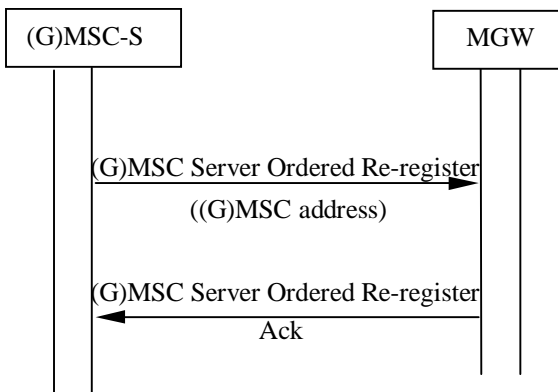 (G)MSC-S
MGW
(G)MSC Server Ordered Re-register
((G)MSC address)
(G)MSC Server Ordered Re-register
Ack